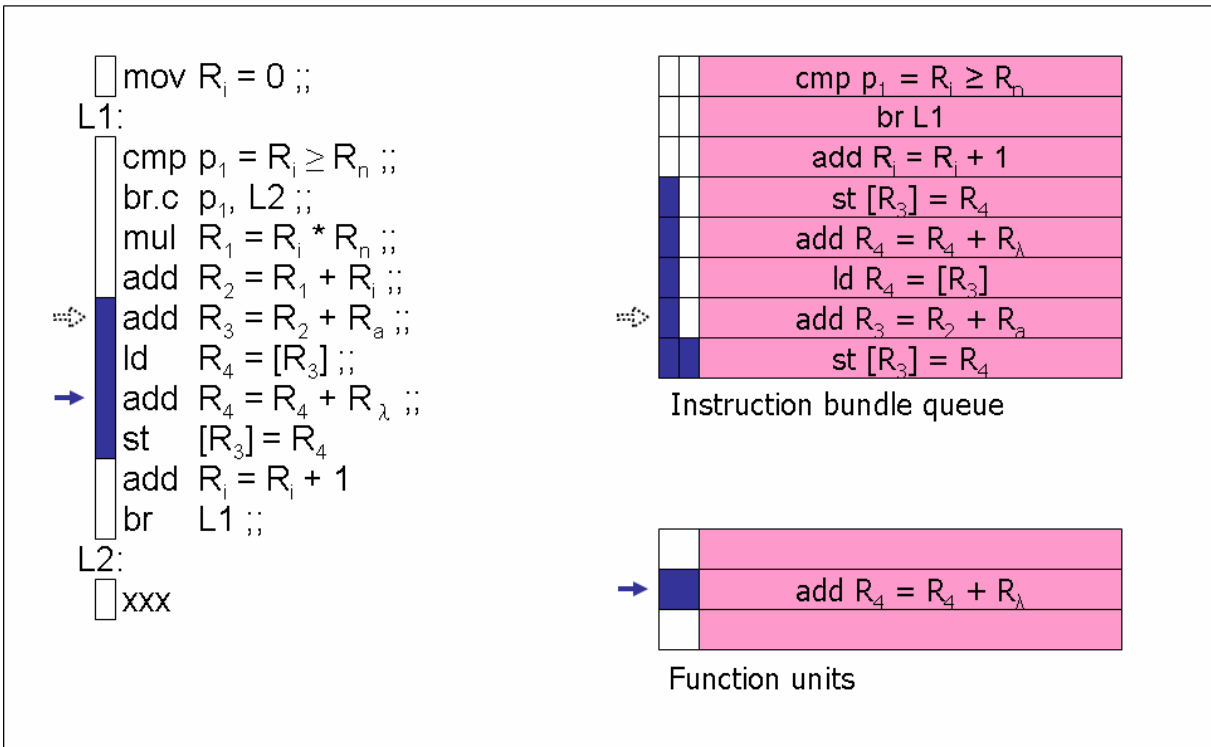 mov Rᵢ = 0 ;;
L1:
cmp p₁ = Rᵢ ≥ Rₙ ;;
br.c p₁, L2 ;;
mul R₁ = Rᵢ * Rₙ ;;
add R₂ = R₁ + Rᵢ ;;
add R₃ = R₂ + Rₐ ;;
ld R₄ = [R₃] ;;
add R₄ = R₄ + R_λ ;;
st [R₃] = R₄
add Rᵢ = Rᵢ + 1
br L1 ;;
L2:
xxx
cmp p₁ = Rᵢ ≥ Rₙ
br L1
add Rᵢ = Rᵢ + 1
st [R₃] = R₄
add R₄ = R₄ + R_λ
ld R₄ = [R₃]
add R₃ = R₂ + Rₐ
st [R₃] = R₄
Instruction bundle queue
add R₄ = R₄ + R_λ
Function units